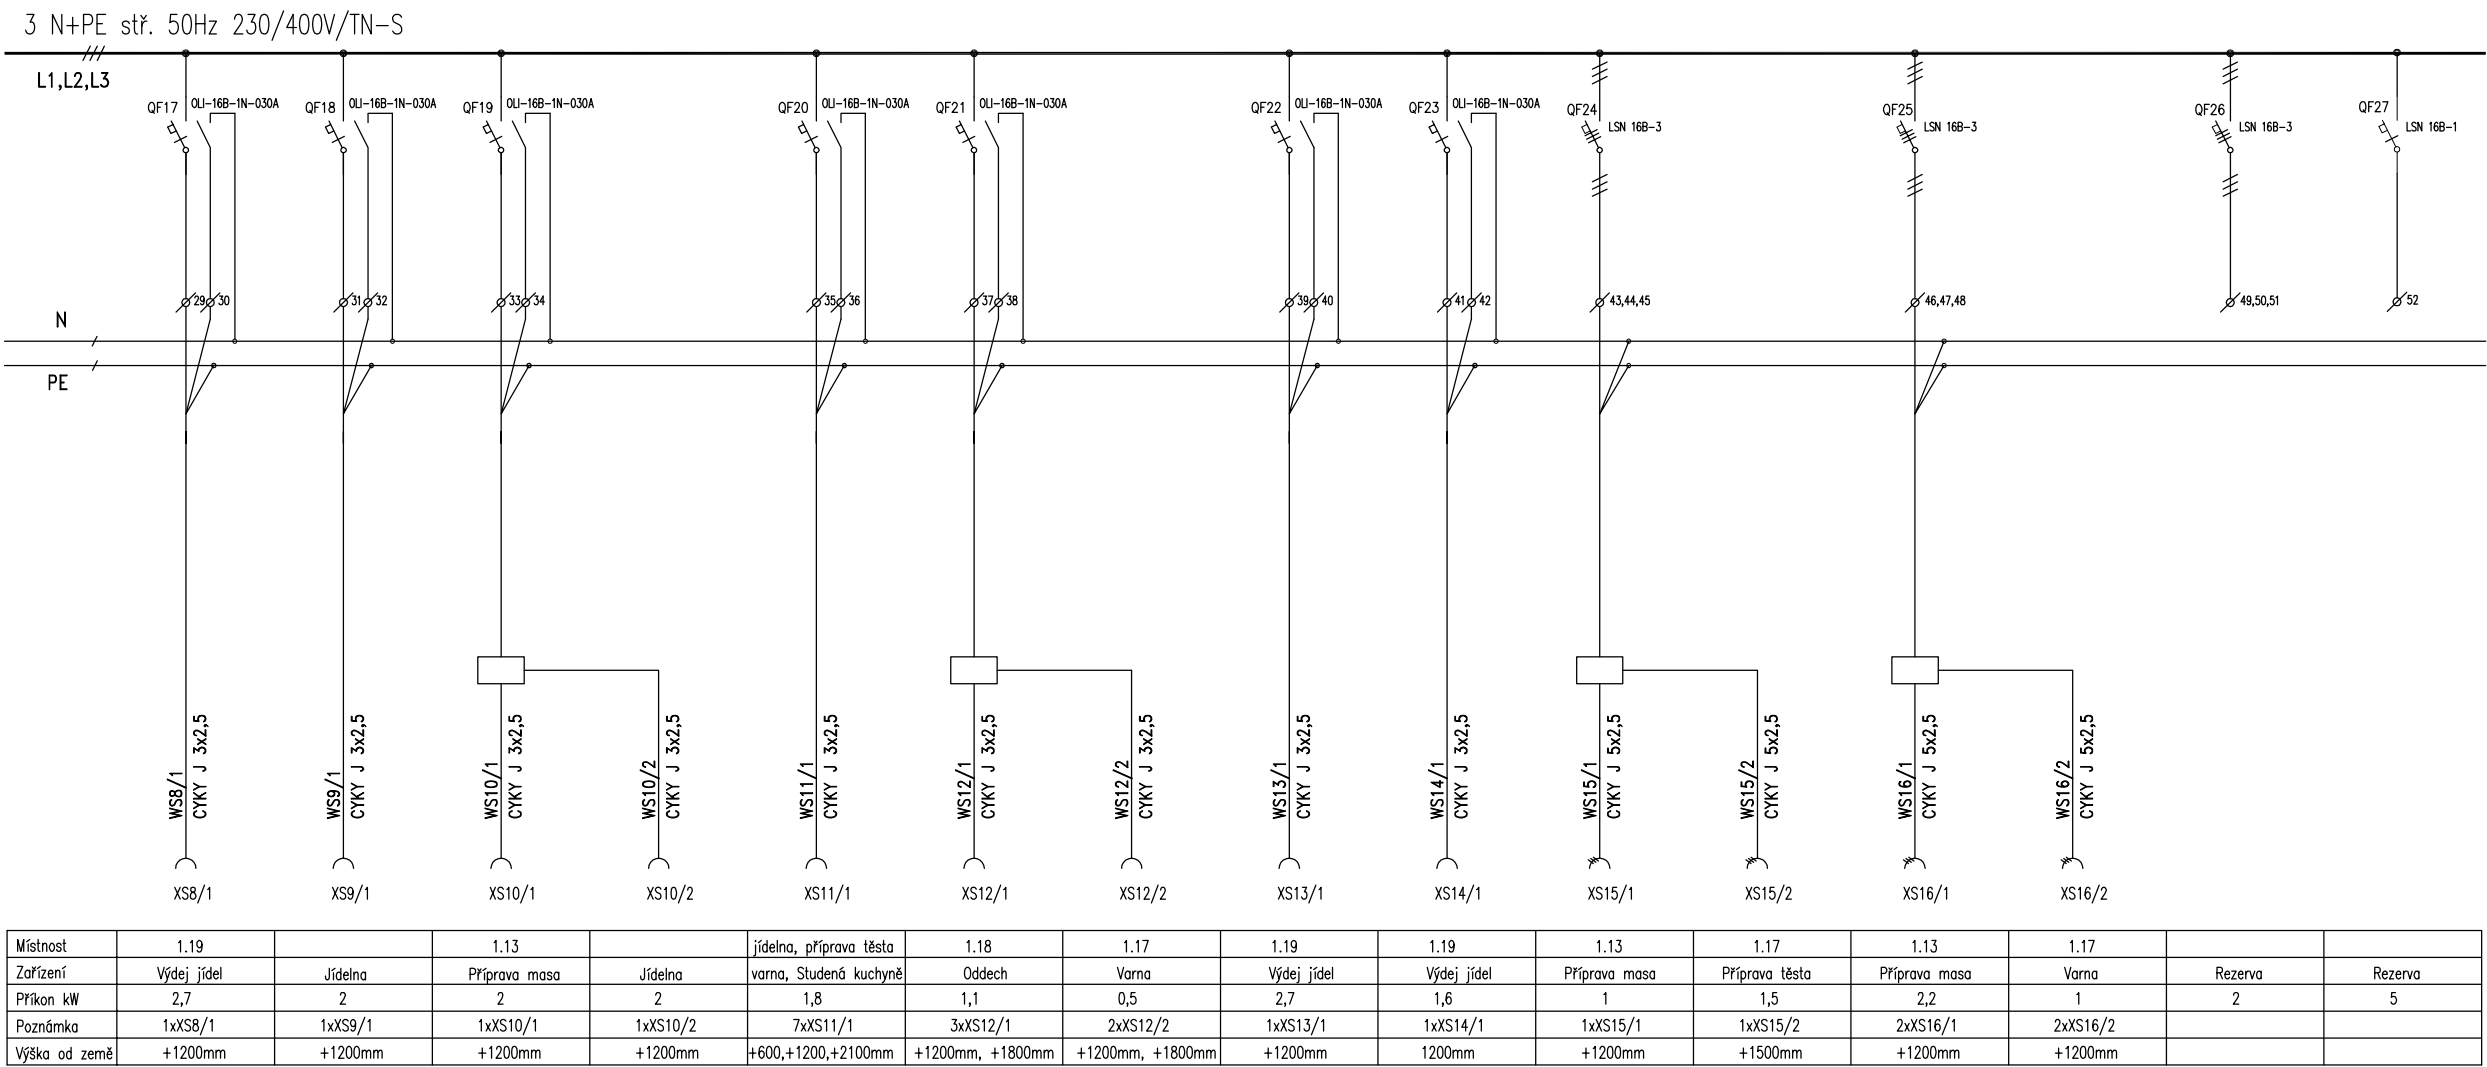 3 N+PE stř. 50Hz 230/400V/TN-S
L1,L2,L3
QF17 OLI-16B-1N-030A QF18 OLI-16B-1N-030A QF19 OLI-16B-1N-030A QF20 OLI-16B-1N-030A QF21 OLI-16B-1N-030A QF22 OLI-16B-1N-030A QF23 OLI-16B-1N-030A QF24 LSN 16B-3 QF25 LSN 16B-3 QF26 LSN 16B-3 QF27 LSN 16B-1
29 30 31 32 33 34 35 36 37 38 39 40 41 42 43,44,45 46,47,48 49,50,51 52
N
PE
WS8/1
CYKY J 3x2,5
WS9/1
CYKY J 3x2,5
WS10/1
CYKY J 3x2,5
WS10/2
CYKY J 3x2,5
WS11/1
CYKY J 3x2,5
WS12/1
CYKY J 3x2,5
WS12/2
CYKY J 3x2,5
WS13/1
CYKY J 3x2,5
WS14/1
CYKY J 3x2,5
WS15/1
CYKY J 5x2,5
WS15/2
CYKY J 5x2,5
WS16/1
CYKY J 5x2,5
WS16/2
CYKY J 5x2,5
XS8/1 XS9/1 XS10/1 XS10/2 XS11/1 XS12/1 XS12/2 XS13/1 XS14/1 XS15/1 XS15/2 XS16/1 XS16/2
Místnost 1.19 1.13 jídelna, příprava těsta 1.18 1.17 1.19 1.19 1.13 1.17 1.13 1.17
Zařízení Výdej jídel Jídelna Příprava masa Jídelna varna, Studená kuchyně Oddech Varna Výdej jídel Výdej jídel Příprava masa Příprava těsta Příprava masa Varna Rezerva Rezerva
Příkon kW 2,7 2 2 2 1,8 1,1 0,5 2,7 1,6 1 1,5 2,2 1 2 5
Poznámka 1xXS8/1 1xXS9/1 1xXS10/1 1xXS10/2 7xXS11/1 3xXS12/1 2xXS12/2 1xXS13/1 1xXS14/1 1xXS15/1 1xXS15/2 2xXS16/1 2xXS16/2
Výška od země +1200mm +1200mm +1200mm +1200mm +600,+1200,+2100mm +1200mm, +1800mm +1200mm, +1800mm +1200mm 1200mm +1200mm +1500mm +1200mm +1200mm